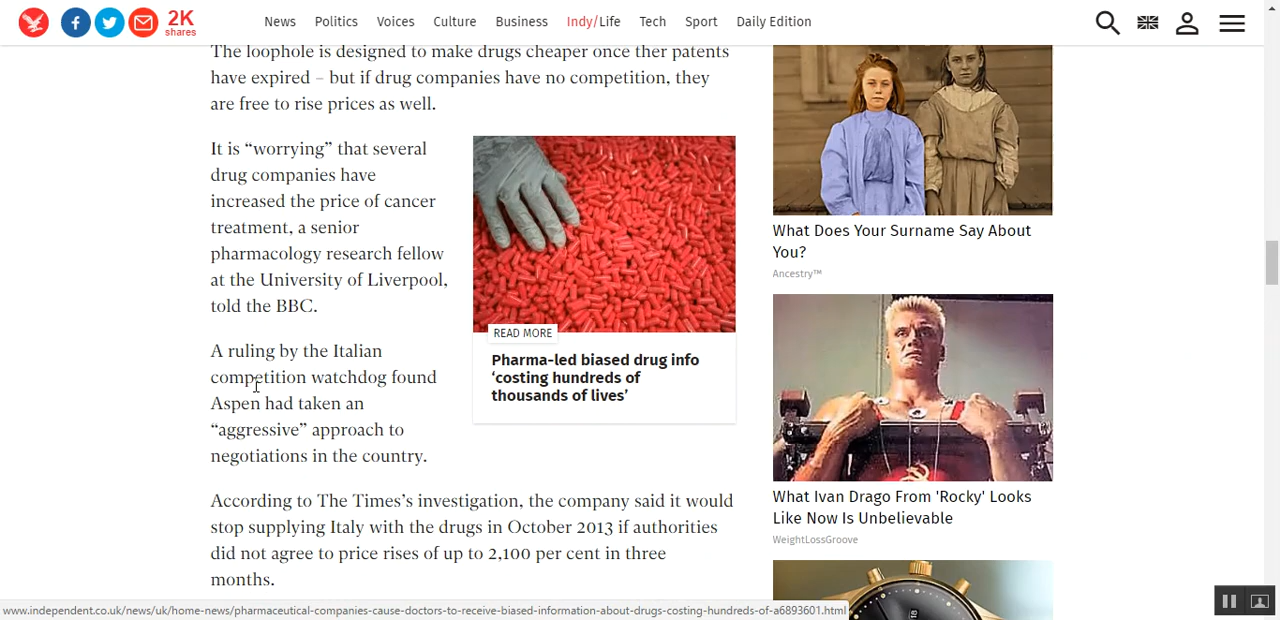 2K
shares
News Politics Voices Culture Business Indy/Life Tech Sport Daily Edition
The loophole is designed to make drugs cheaper once ther patents
have expired – but if drug companies have no competition, they
are free to rise prices as well.
It is “worrying” that several
drug companies have
increased the price of cancer
treatment, a senior
pharmacology research fellow
at the University of Liverpool,
told the BBC.
READ MORE
Pharma-led biased drug info
‘costing hundreds of
thousands of lives’
A ruling by the Italian
competition watchdog found
Aspen had taken an
“aggressive” approach to
negotiations in the country.
According to The Times’s investigation, the company said it would
stop supplying Italy with the drugs in October 2013 if authorities
did not agree to price rises of up to 2,100 per cent in three
months.
What Does Your Surname Say About
You?
Ancestry™
What Ivan Drago From 'Rocky' Looks
Like Now Is Unbelievable
WeightLossGroove
www.independent.co.uk/news/uk/home-news/pharmaceutical-companies-cause-doctors-to-receive-biased-information-about-drugs-costing-hundreds-of-a6893601.html